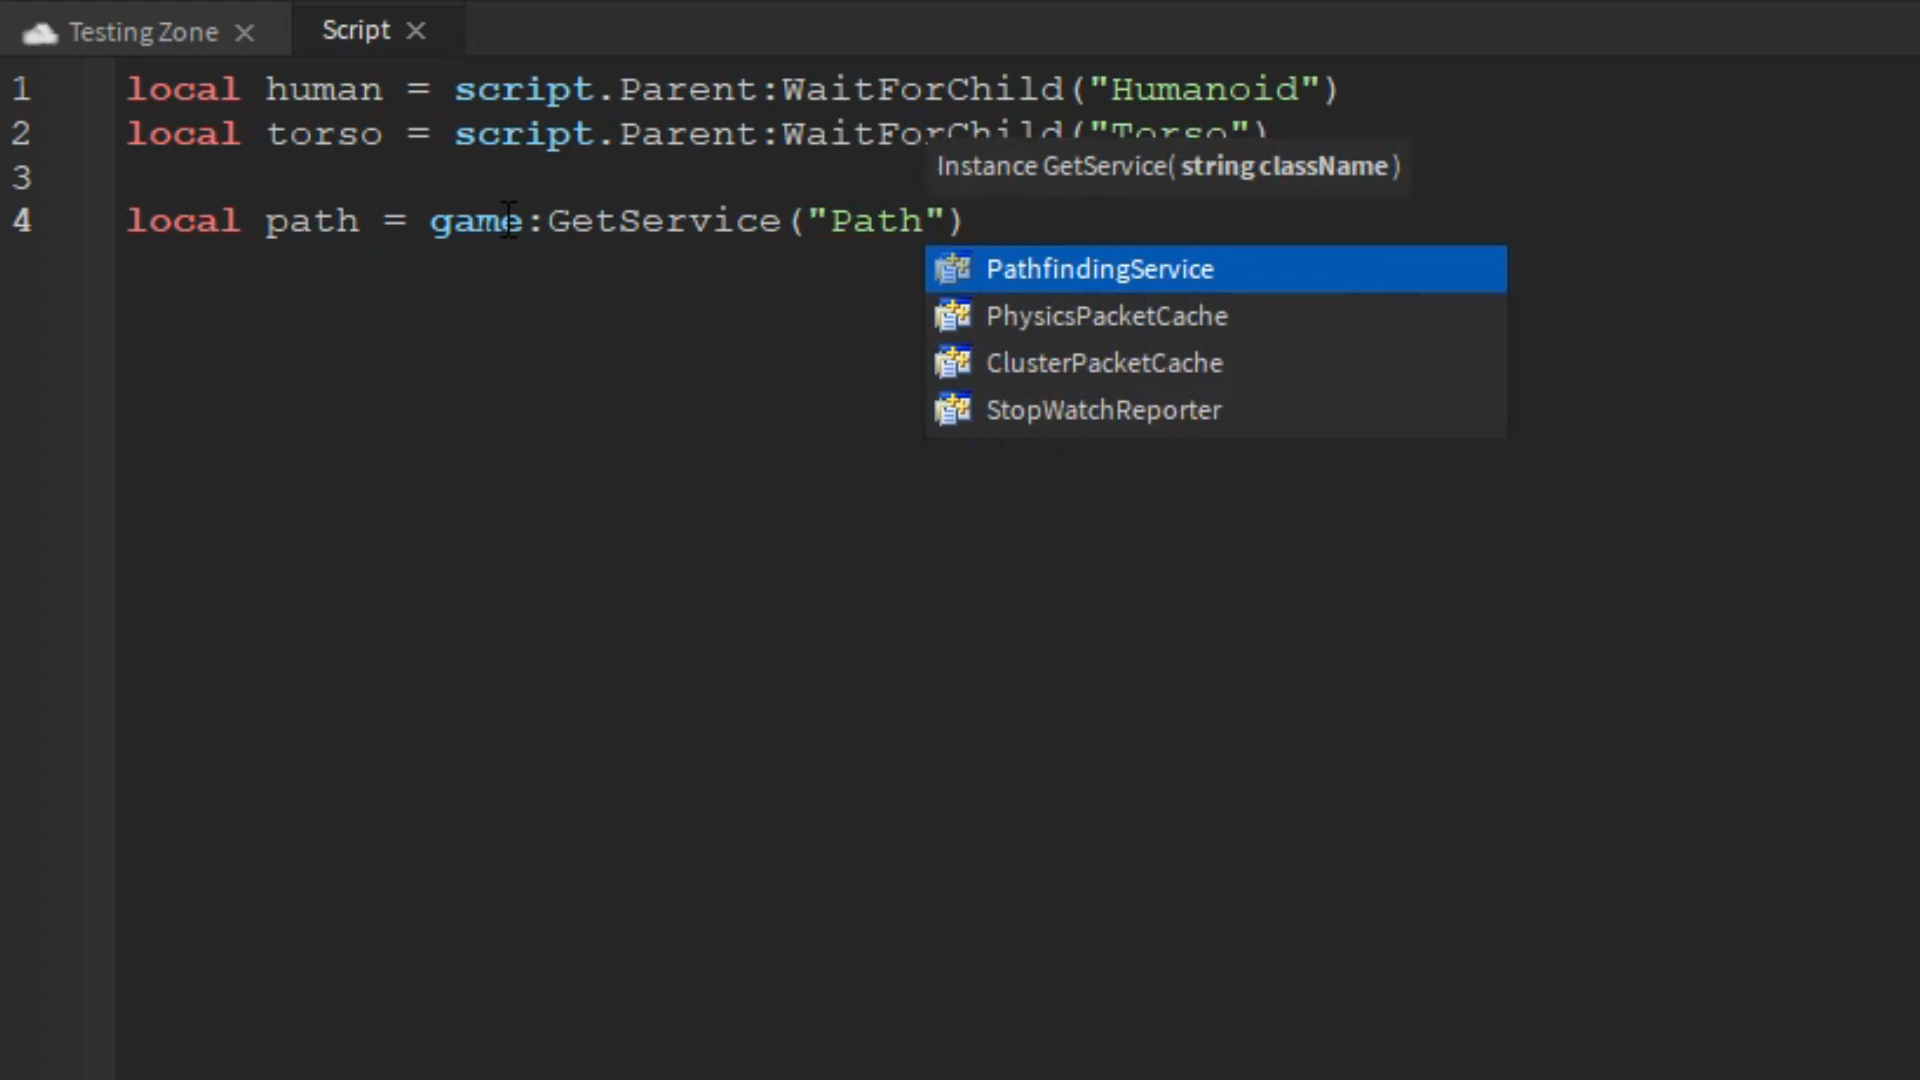 Testing Zone Script
1 local human = script.Parent:WaitForChild("Humanoid")
2 local torso = script.Parent:WaitForChild("Torso")
Instance GetService( string className )
3
4 local path = game:GetService("Path")
PathfindingService
PhysicsPacketCache
ClusterPacketCache
StopWatchReporter